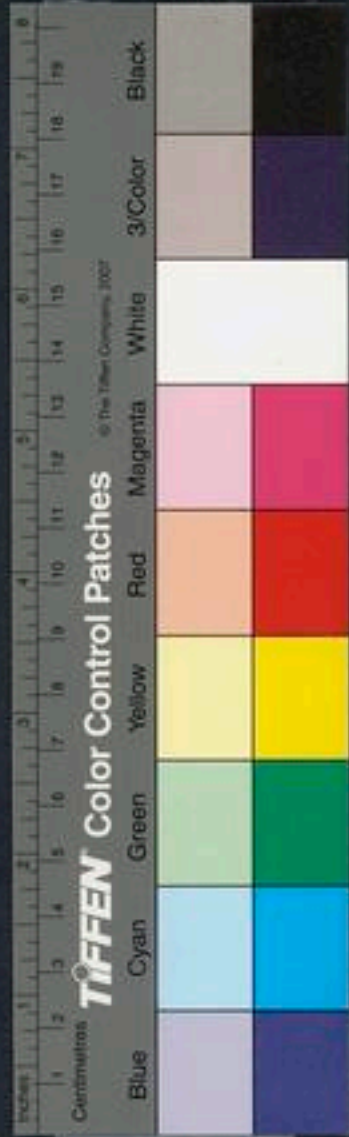 Inches 1 2 3 4 5 6 7 8
Centimetres 1 2 3 4 5 6 7 8 9 10 11 12 13 14 15 16 17 18 19
TIFFEN® Color Control Patches © The Tiffen Company, 2007
Blue Cyan Green Yellow Red Magenta White 3/Color Black